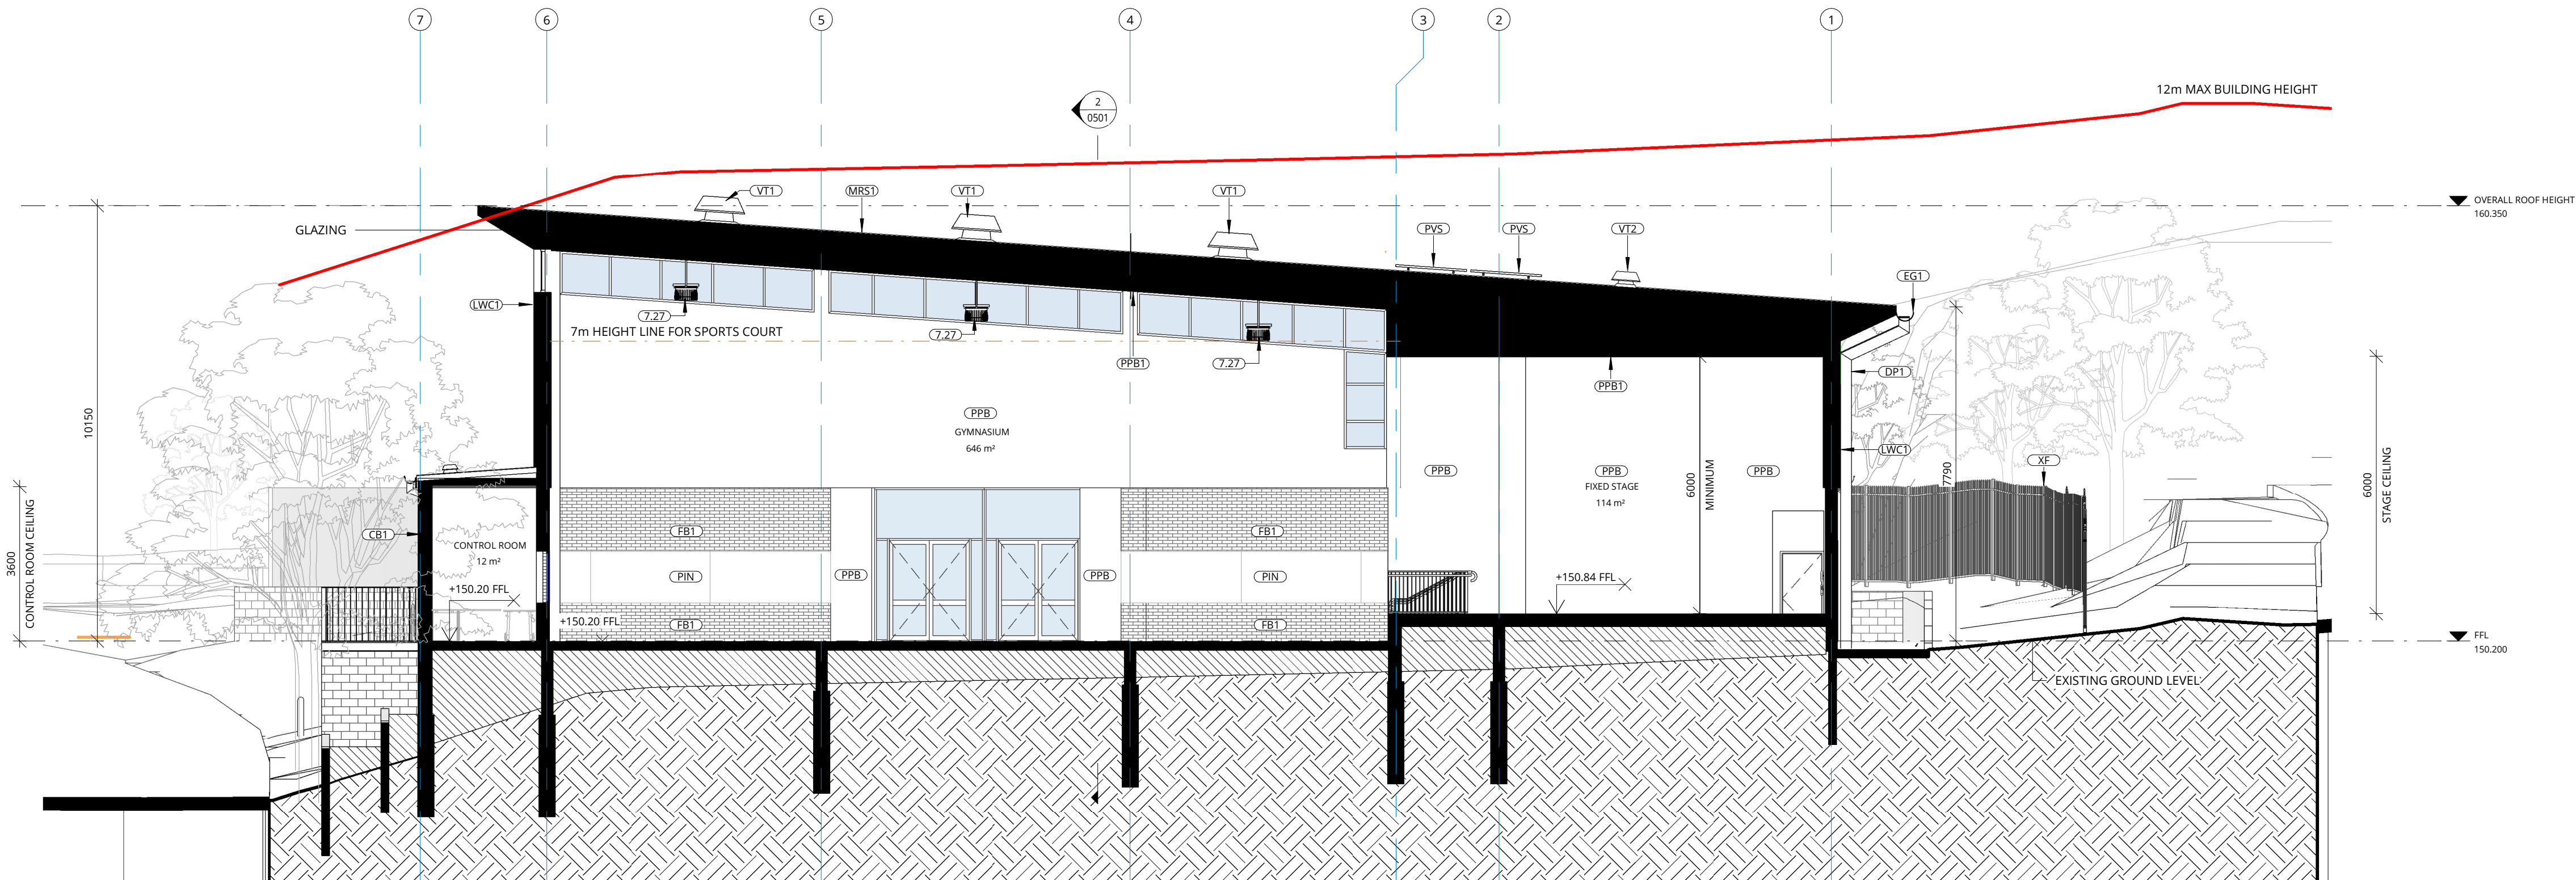 7
6
5
4
3
2
1
12m MAX BUILDING HEIGHT
2
0501
VT1
MRS1
VT1
VT1
OVERALL ROOF HEIGHT
160.350
GLAZING
PVS
PVS
VT2
EG1
LWC1
7.27
7m HEIGHT LINE FOR SPORTS COURT
7.27
7.27
PPB1
PPB1
DP1
10150
PPB
GYMNASIUM
646 m²
LWC1
PPB
PPB
FIXED STAGE
114 m²
6000
MINIMUM
PPB
7790
XF
6000
STAGE CEILING
3600
CONTROL ROOM CEILING
CB1
CONTROL ROOM
12 m²
+150.20 FFL
FB1
FB1
PIN
PPB
PPB
PIN
+150.84 FFL
+150.20 FFL
FB1
FB1
FFL
150.200
EXISTING GROUND LEVEL